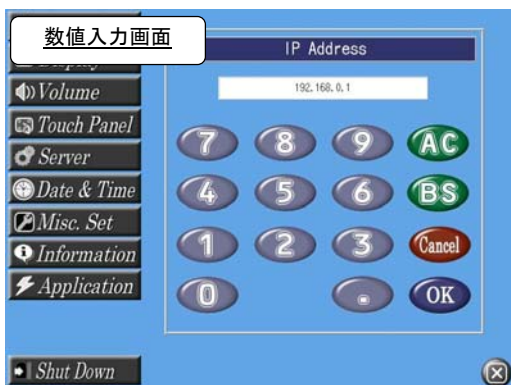 数値入力画面
Display
Volume
Touch Panel
Server
Date & Time
Misc. Set
Information
Application
Shut Down
IP Address
192.168.0.1
7 8 9 AC
4 5 6 BS
1 2 3 Cancel
0 . OK